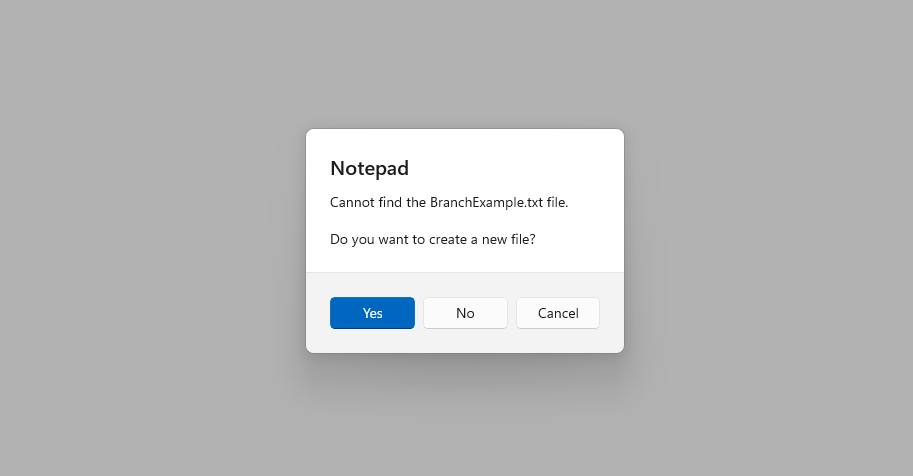 Notepad
Cannot find the BranchExample.txt file.
Do you want to create a new file?
Yes No Cancel